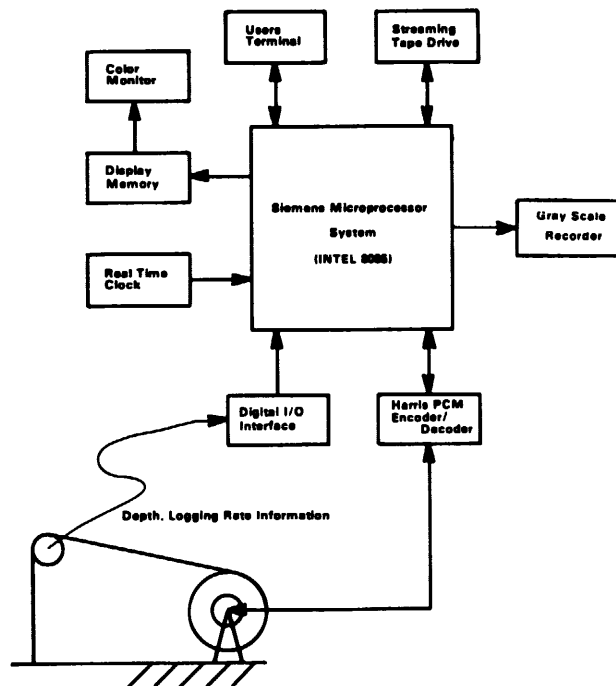 Users
Terminal
Streaming
Tape Drive
Color
Monitor
Display
Memory
Siemens Microprocessor
System
(INTEL 8086)
Gray Scale
Recorder
Real Time
Clock
Digital I/O
Interface
Harris PCM
Encoder/
Decoder
Depth, Logging Rate Information